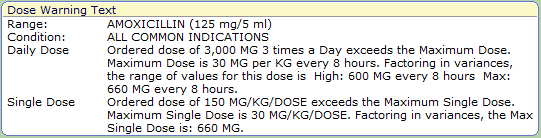 Dose Warning Text
Range: AMOXICILLIN (125 mg/5 ml)
Condition: ALL COMMON INDICATIONS
Daily Dose Ordered dose of 3,000 MG 3 times a Day exceeds the Maximum Dose.
Maximum Dose is 30 MG per KG every 8 hours. Factoring in variances,
the range of values for this dose is High: 600 MG every 8 hours Max:
660 MG every 8 hours.
Single Dose Ordered dose of 150 MG/KG/DOSE exceeds the Maximum Single Dose.
Maximum Single Dose is 30 MG/KG/DOSE. Factoring in variances, the Max
Single Dose is: 660 MG.